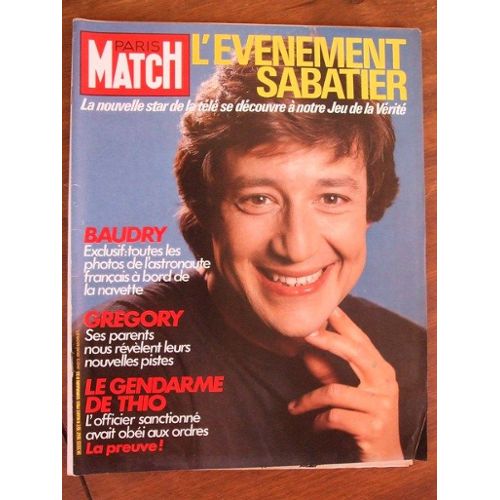 PARIS
MATCH
L'EVENEMENT
SABATIER
La nouvelle star de la télé se découvre à notre Jeu de la Vérité
BAUDRY
Exclusif: toutes les
photos de l'astronaute
français à bord de
la navette
GREGORY
Ses parents
nous révèlent leurs
nouvelles pistes
LE GENDARME
DE THIO
L'officier sanctionné
avait obéi aux ordres
La preuve!